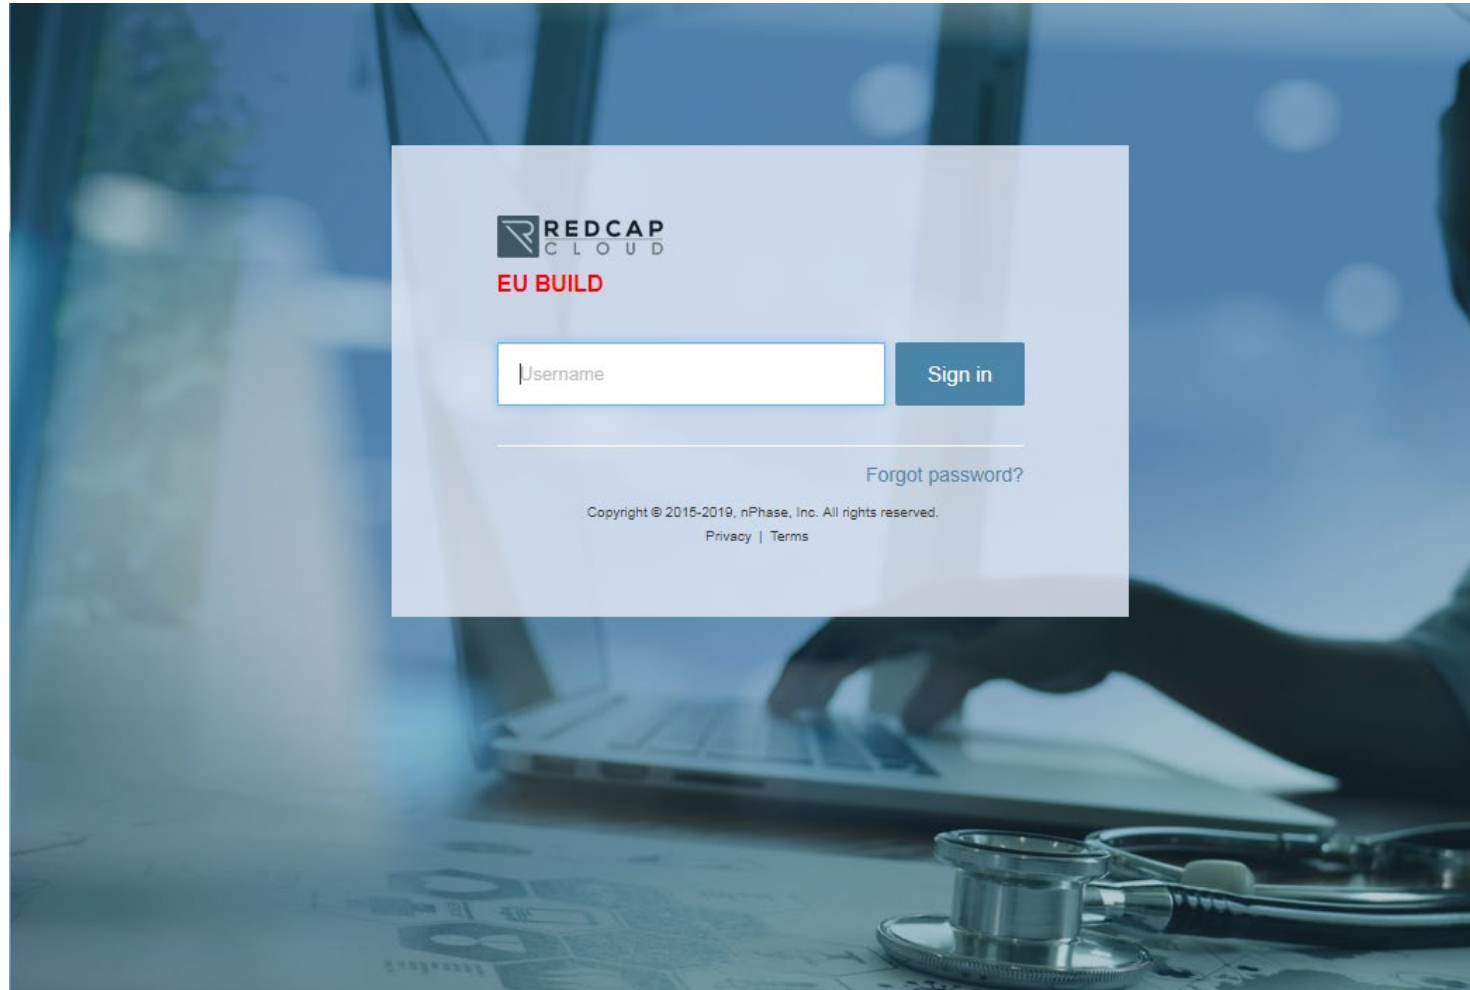 REDCAP
CLOUD
EU BUILD
Username
Sign in
Forgot password?
Copyright © 2015-2019, nPhase, Inc. All rights reserved.
Privacy | Terms